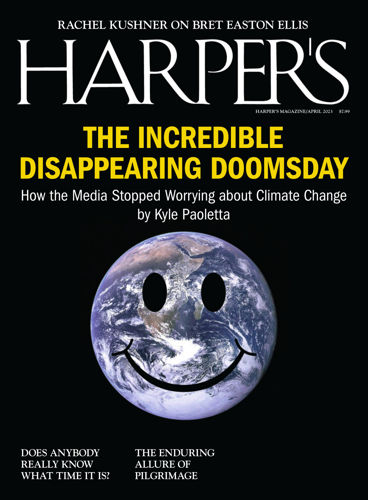 RACHEL KUSHNER ON BRET EASTON ELLIS
HARPER'S
HARPER'S MAGAZINE/APRIL 2023 $7.99
THE INCREDIBLE
DISAPPEARING DOOMSDAY
How the Media Stopped Worrying about Climate Change
by Kyle Paoletta
DOES ANYBODY
REALLY KNOW
WHAT TIME IT IS?
THE ENDURING
ALLURE OF
PILGRIMAGE